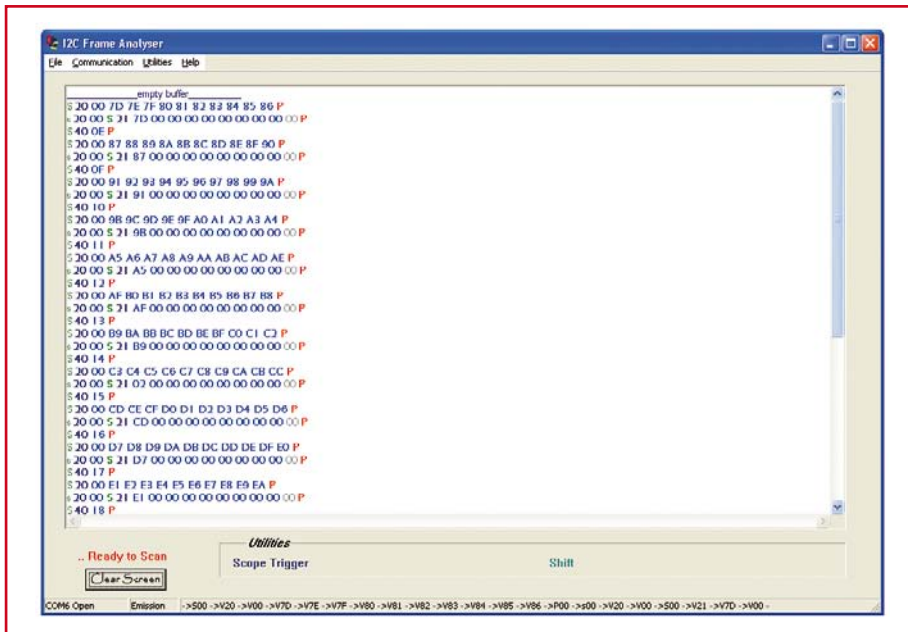 I2C Frame Analyser
File Communication Utilities Help
_____________empty buffer__________
S 20 00 7D 7E 7F 80 81 82 83 84 85 86 P
s 20 00 S 21 7D 00 00 00 00 00 00 00 00 00 P
S 40 0E P
S 20 00 87 88 89 8A 8B 8C 8D 8E 8F 90 P
s 20 00 S 21 87 00 00 00 00 00 00 00 00 00 P
S 40 0F P
S 20 00 91 92 93 94 95 96 97 98 99 9A P
s 20 00 S 21 91 00 00 00 00 00 00 00 00 00 P
S 40 10 P
S 20 00 9B 9C 9D 9E 9F A0 A1 A2 A3 A4 P
s 20 00 S 21 9B 00 00 00 00 00 00 00 00 00 P
S 40 11 P
S 20 00 A5 A6 A7 A8 A9 AA AB AC AD AE P
s 20 00 S 21 A5 00 00 00 00 00 00 00 00 00 P
S 40 12 P
S 20 00 AF B0 B1 B2 B3 B4 B5 B6 B7 B8 P
s 20 00 S 21 AF 00 00 00 00 00 00 00 00 00 P
S 40 13 P
S 20 00 B9 BA BB BC BD BE BF C0 C1 C2 P
s 20 00 S 21 B9 00 00 00 00 00 00 00 00 00 P
S 40 14 P
S 20 00 C3 C4 C5 C6 C7 C8 C9 CA CB CC P
s 20 00 S 21 02 00 00 00 00 00 00 00 00 00 P
S 40 15 P
S 20 00 CD CE CF D0 D1 D2 D3 D4 D5 D6 P
s 20 00 S 21 CD 00 00 00 00 00 00 00 00 00 P
S 40 16 P
S 20 00 D7 D8 D9 DA DB DC DD DE DF E0 P
s 20 00 S 21 D7 00 00 00 00 00 00 00 00 00 P
S 40 17 P
S 20 00 E1 E2 E3 E4 E5 E6 E7 E8 E9 EA P
s 20 00 S 21 E1 00 00 00 00 00 00 00 00 00 P
S 40 18 P
Utilities
.. Ready to Scan
Scope Trigger Shift
Clear Screen
COM6 Open Emission ->S00 ->V20 ->V00 ->V7D ->V7E ->V7F ->V80 ->V81 ->V82 ->V83 ->V84 ->V85 ->V86 ->P00 ->s00 ->V20 ->V00 ->S00 ->V21 ->V7D ->V00 -